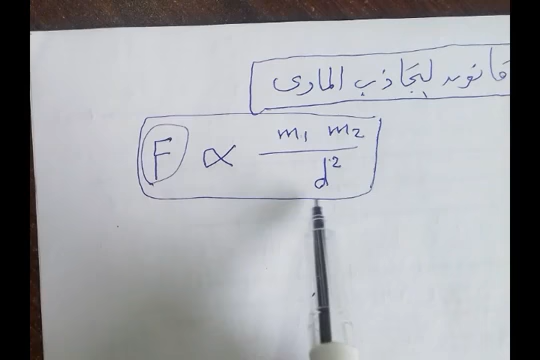 قانون التجاذب المادى
F ∝ m₁ m₂ / d²